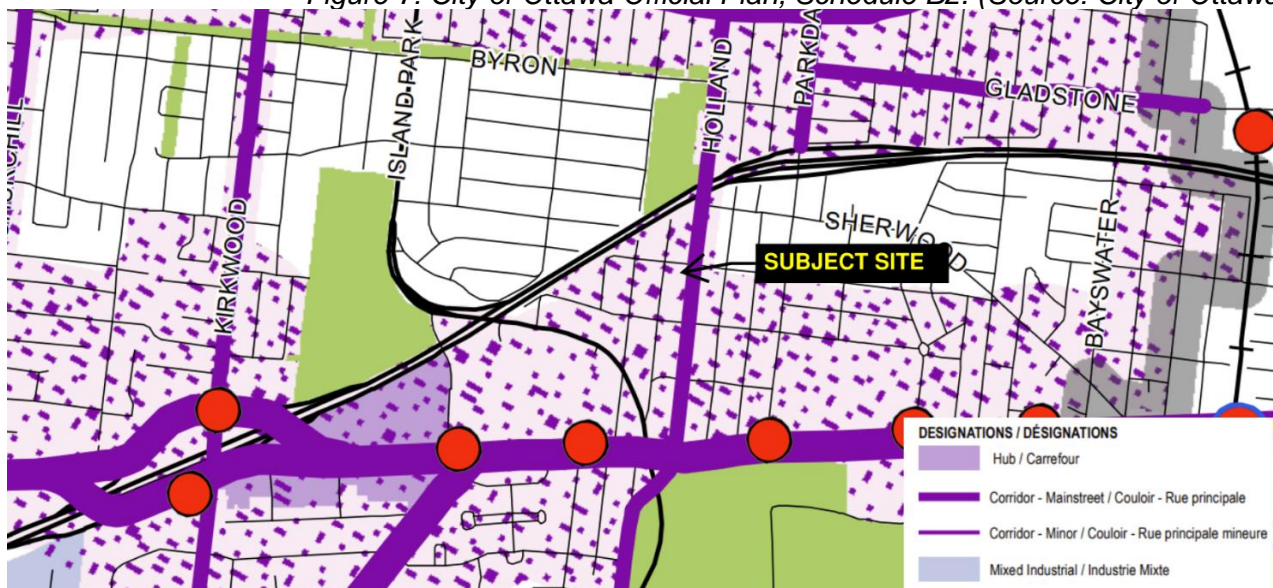 Figure 7: City of Ottawa Official Plan, Schedule B2. (Source: City of Ottawa
BYRON
ISLAND PARK
HOLLAND
PARKDA
GLADSTONE
KIRKWOOD
SHERWOOD
SUBJECT SITE
BAYSWATER
DESIGNATIONS / DÉSIGNATIONS
Hub / Carrefour
Corridor - Mainstreet / Couloir - Rue principale
Corridor - Minor / Couloir - Rue principale mineure
Mixed Industrial / Industrie Mixte